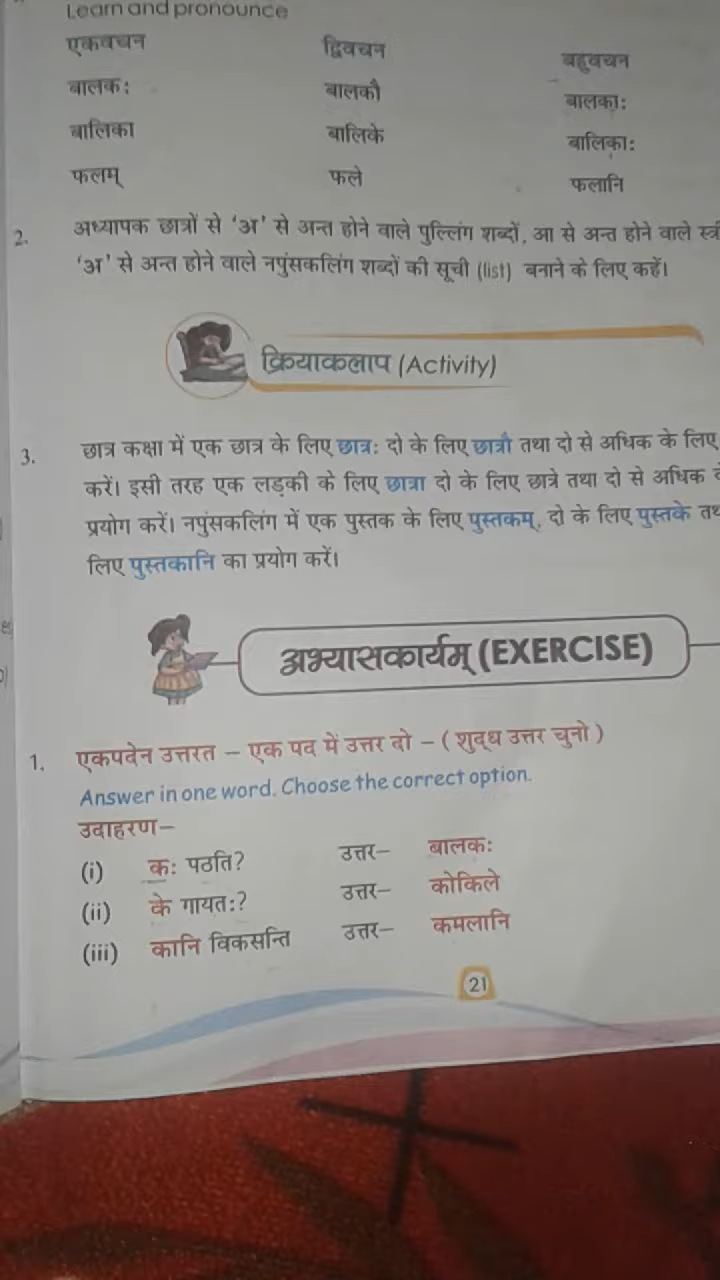 Learn and pronounce
एकवचन द्विवचन बहुवचन
बालकः बालकौ बालकाः
बालिका बालिके बालिकाः
फलम् फले फलानि
2. अध्यापक छात्रों से ‘अ’ से अन्त होने वाले पुल्लिंग शब्दों, आ से अन्त होने वाले
‘अ’ से अन्त होने वाले नपुंसकलिंग शब्दों की सूची (list) बनाने के लिए कहें।
क्रियाकलाप (Activity)
3. छात्र कक्षा में एक छात्र के लिए छात्रः दो के लिए छात्रौ तथा दो से अधिक के लिए
करें। इसी तरह एक लड़की के लिए छात्रा दो के लिए छात्रे तथा दो से अधिक
प्रयोग करें। नपुंसकलिंग में एक पुस्तक के लिए पुस्तकम्, दो के लिए पुस्तके
लिए पुस्तकानि का प्रयोग करें।
अभ्यासकार्यम् (EXERCISE)
1. एकपदेन उत्तरत – एक पद में उत्तर दो – ( शुद्ध उत्तर चुनो )
Answer in one word. Choose the correct option.
उदाहरण–
(i) कः पठति? उत्तर– बालकः
(ii) के गायतः? उत्तर– कोकिले
(iii) कानि विकसन्ति उत्तर– कमलानि
21